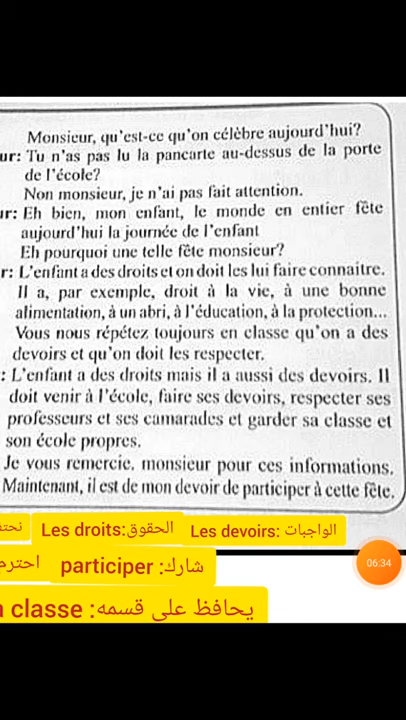 Monsieur, qu'est-ce qu'on célèbre aujourd'hui?
ur: Tu n'as pas lu la pancarte au-dessus de la porte
de l'école?
Non monsieur, je n'ai pas fait attention.
ur: Eh bien, mon enfant, le monde en entier fête
aujourd'hui la journée de l'enfant
Eh pourquoi une telle fête monsieur?
r: L'enfant a des droits et on doit les lui faire connaitre.
Il a, par exemple, droit à la vie, à une bonne
alimentation, à un abri, à l'éducation, à la protection...
Vous nous répétez toujours en classe qu'on a des
devoirs et qu'on doit les respecter.
: L'enfant a des droits mais il a aussi des devoirs. Il
doit venir à l'école, faire ses devoirs, respecter ses
professeurs et ses camarades et garder sa classe et
son école propres.
Je vous remercie. monsieur pour ces informations.
Maintenant, il est de mon devoir de participer à cette fête.
نحتف Les droits:الحقوق Les devoirs: الواجبات
احترم participer :شارك
06:34
a classe :يحافظ على قسمه